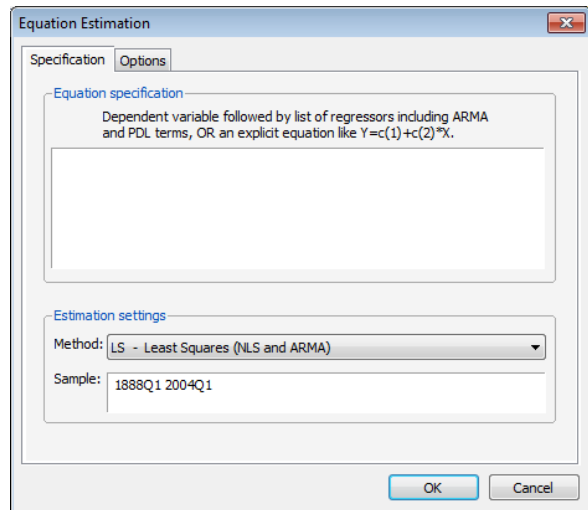 Equation Estimation
Specification
Options
Equation specification
Dependent variable followed by list of regressors including ARMA
and PDL terms, OR an explicit equation like Y=c(1)+c(2)*X.
Estimation settings
Method: LS - Least Squares (NLS and ARMA)
Sample: 1888Q1 2004Q1
OK
Cancel